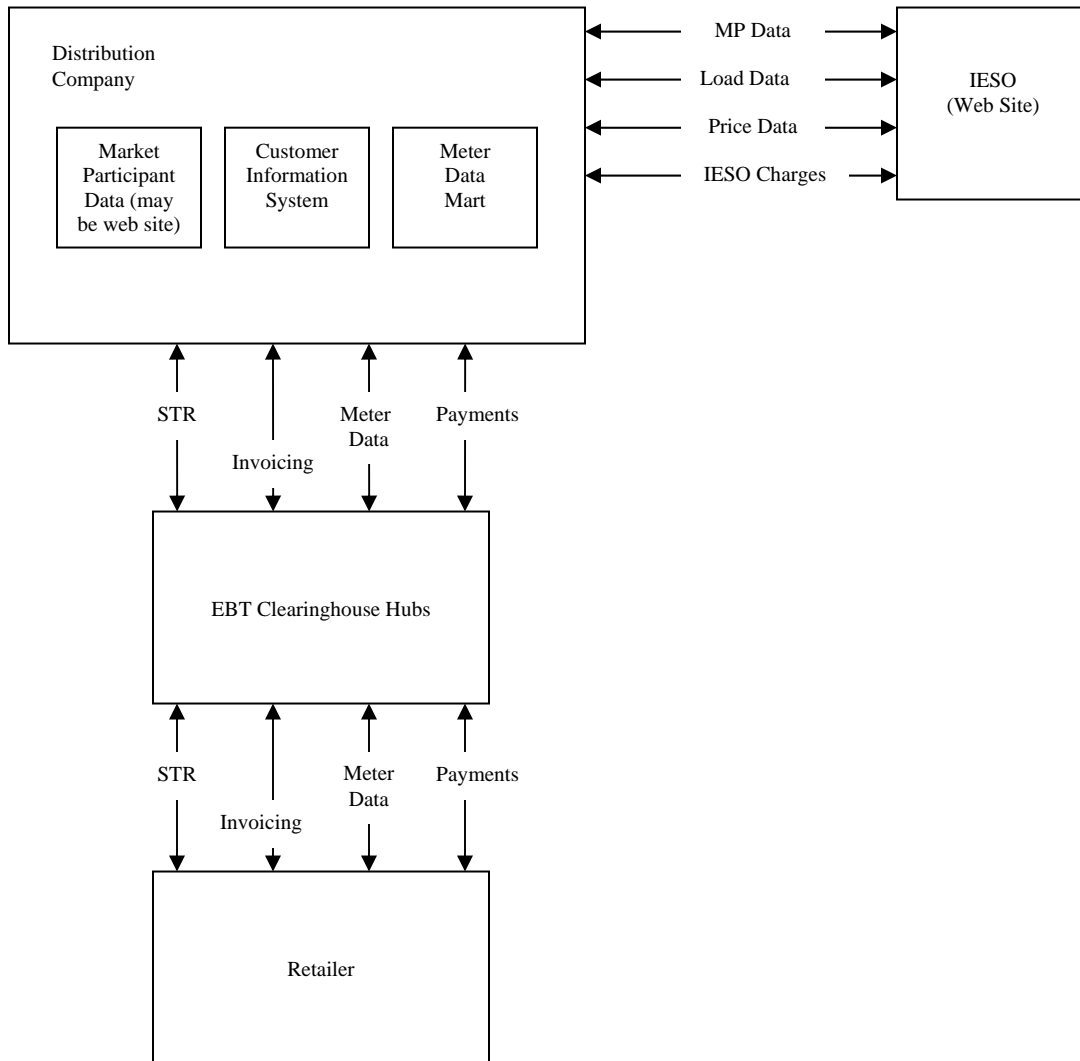 Distribution
Company
MP Data
Load Data
Price Data
IESO Charges
IESO
(Web Site)
Market
Participant
Data (may
be web site)
Customer
Information
System
Meter
Data
Mart
STR
Invoicing
Meter
Data
Payments
EBT Clearinghouse Hubs
STR
Invoicing
Meter
Data
Payments
Retailer